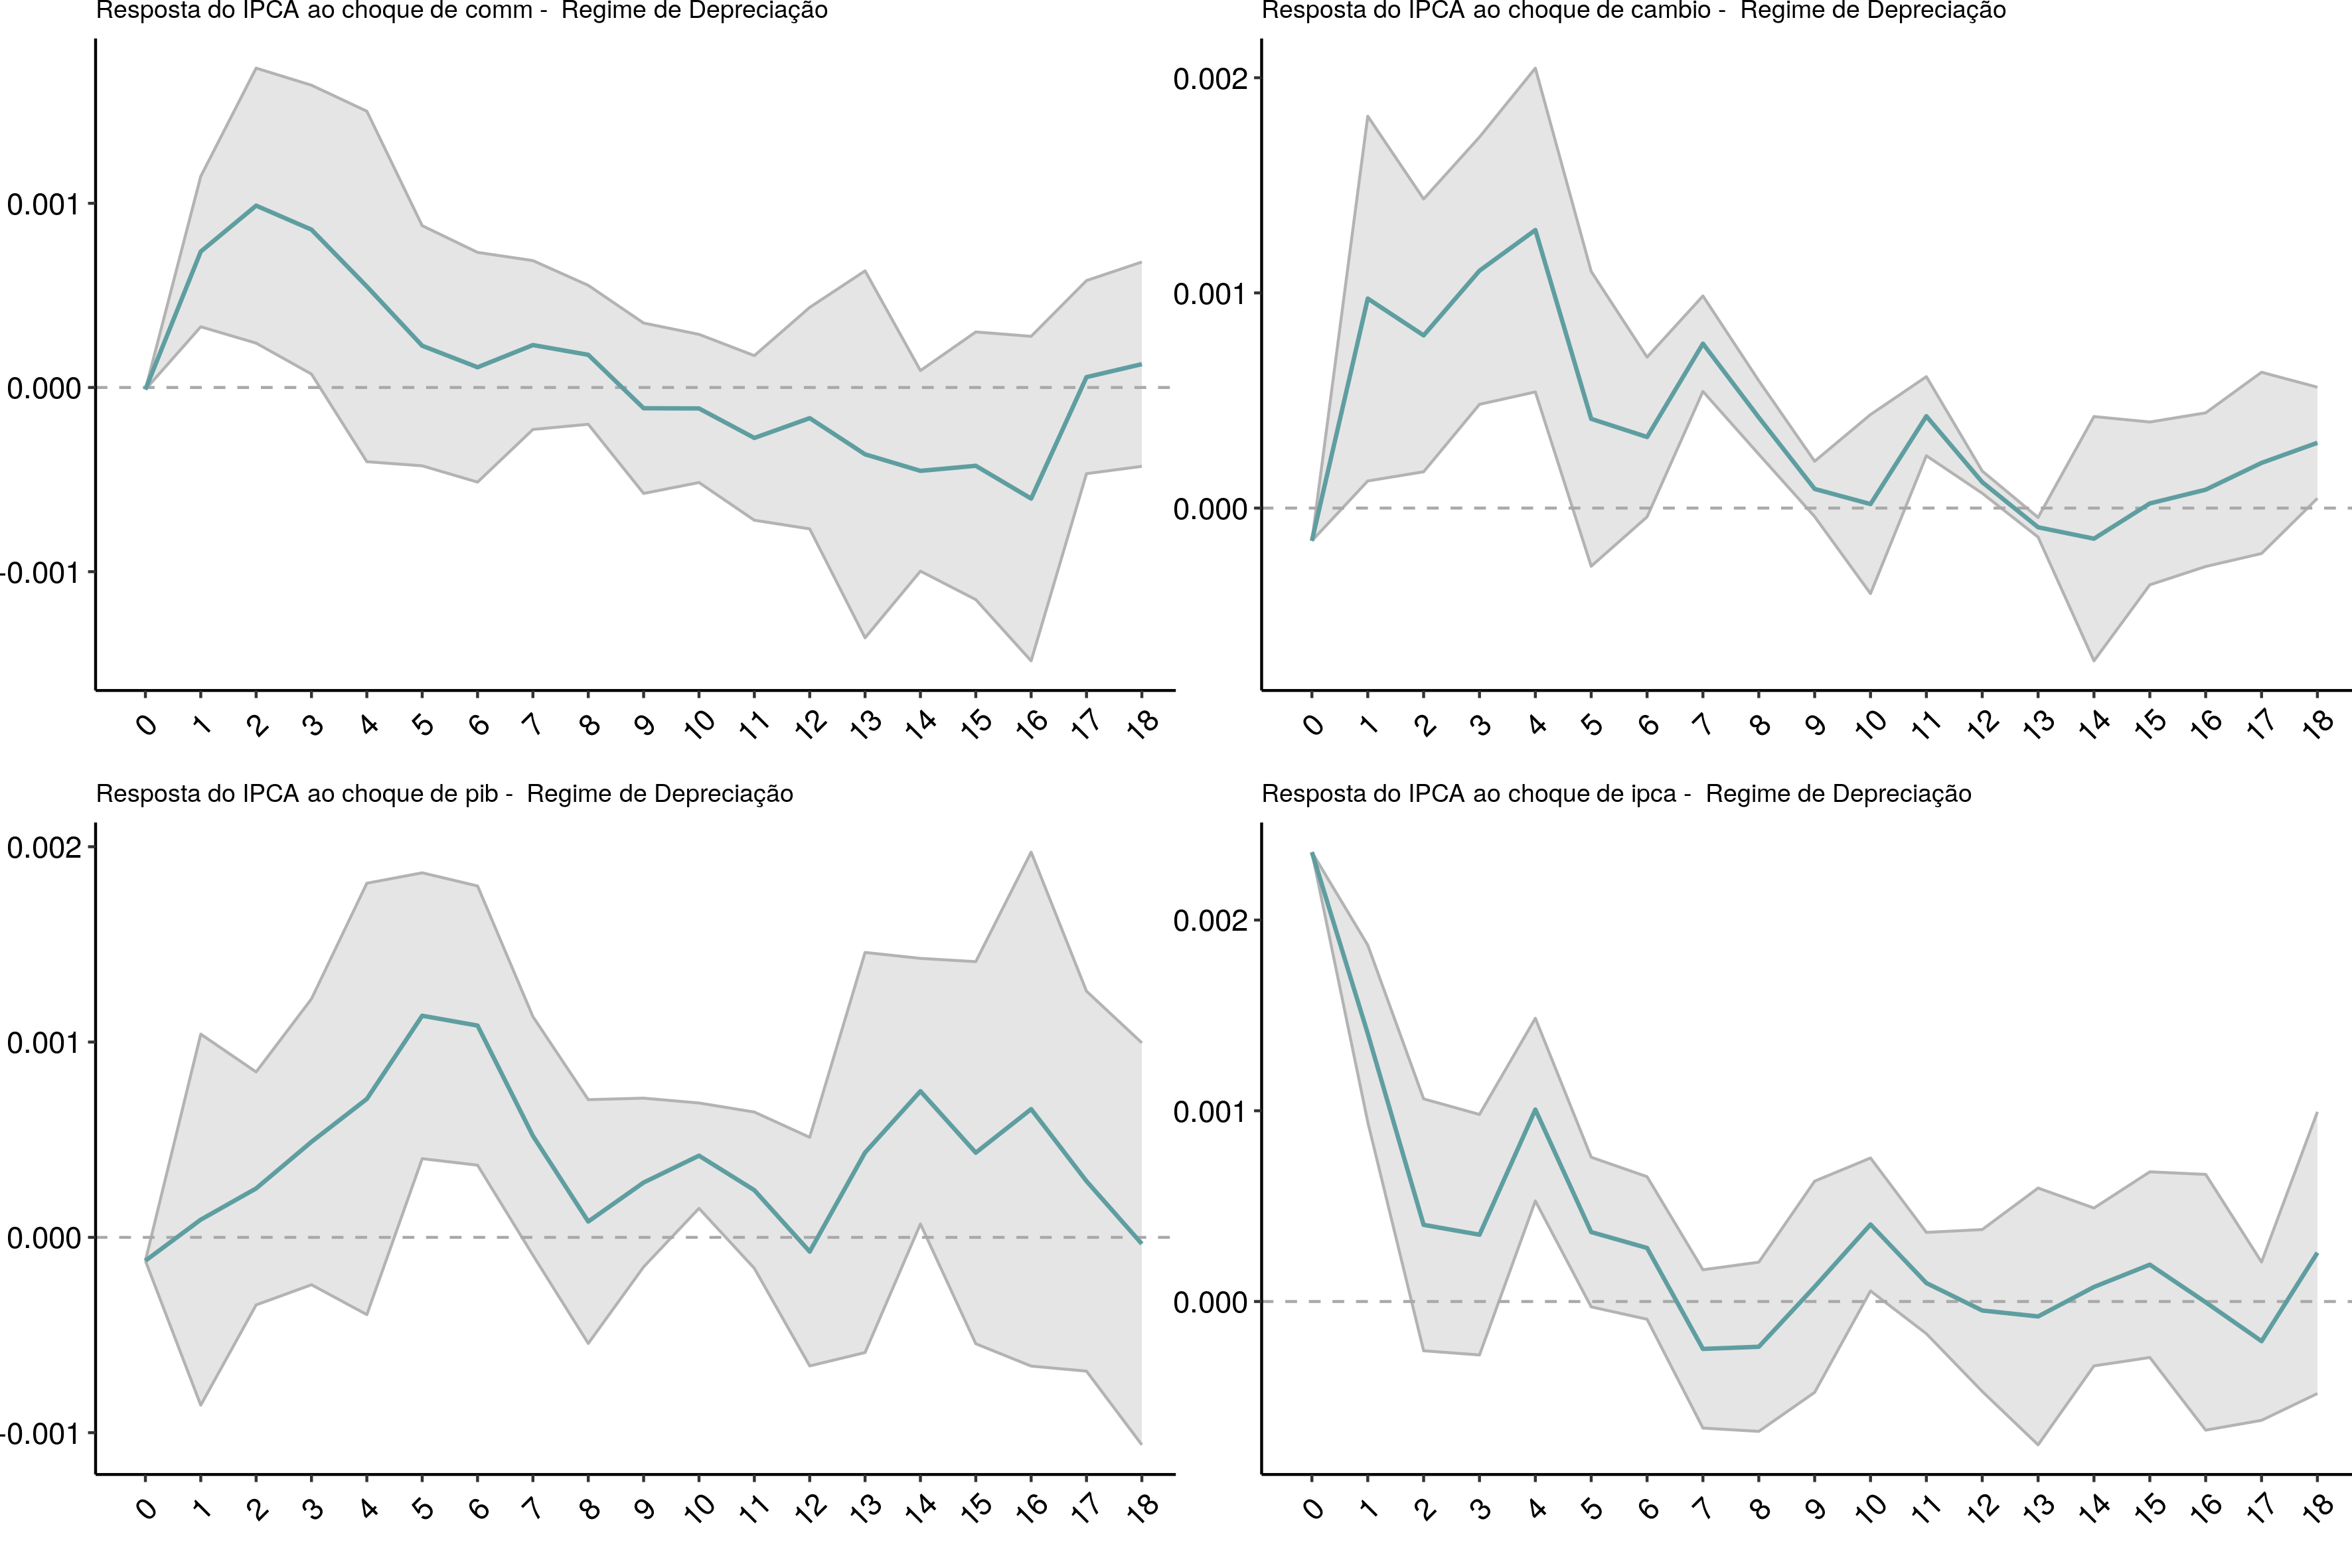 Resposta do IPCA ao choque de comm -  Regime de Depreciação
0.001
0.000
-0.001
0 1 2 3 4 5 6 7 8 9 10 11 12 13 14 15 16 17 18
Resposta do IPCA ao choque de cambio -  Regime de Depreciação
0.002
0.001
0.000
0 1 2 3 4 5 6 7 8 9 10 11 12 13 14 15 16 17 18
Resposta do IPCA ao choque de pib -  Regime de Depreciação
0.002
0.001
0.000
-0.001
0 1 2 3 4 5 6 7 8 9 10 11 12 13 14 15 16 17 18
Resposta do IPCA ao choque de ipca -  Regime de Depreciação
0.002
0.001
0.000
0 1 2 3 4 5 6 7 8 9 10 11 12 13 14 15 16 17 18